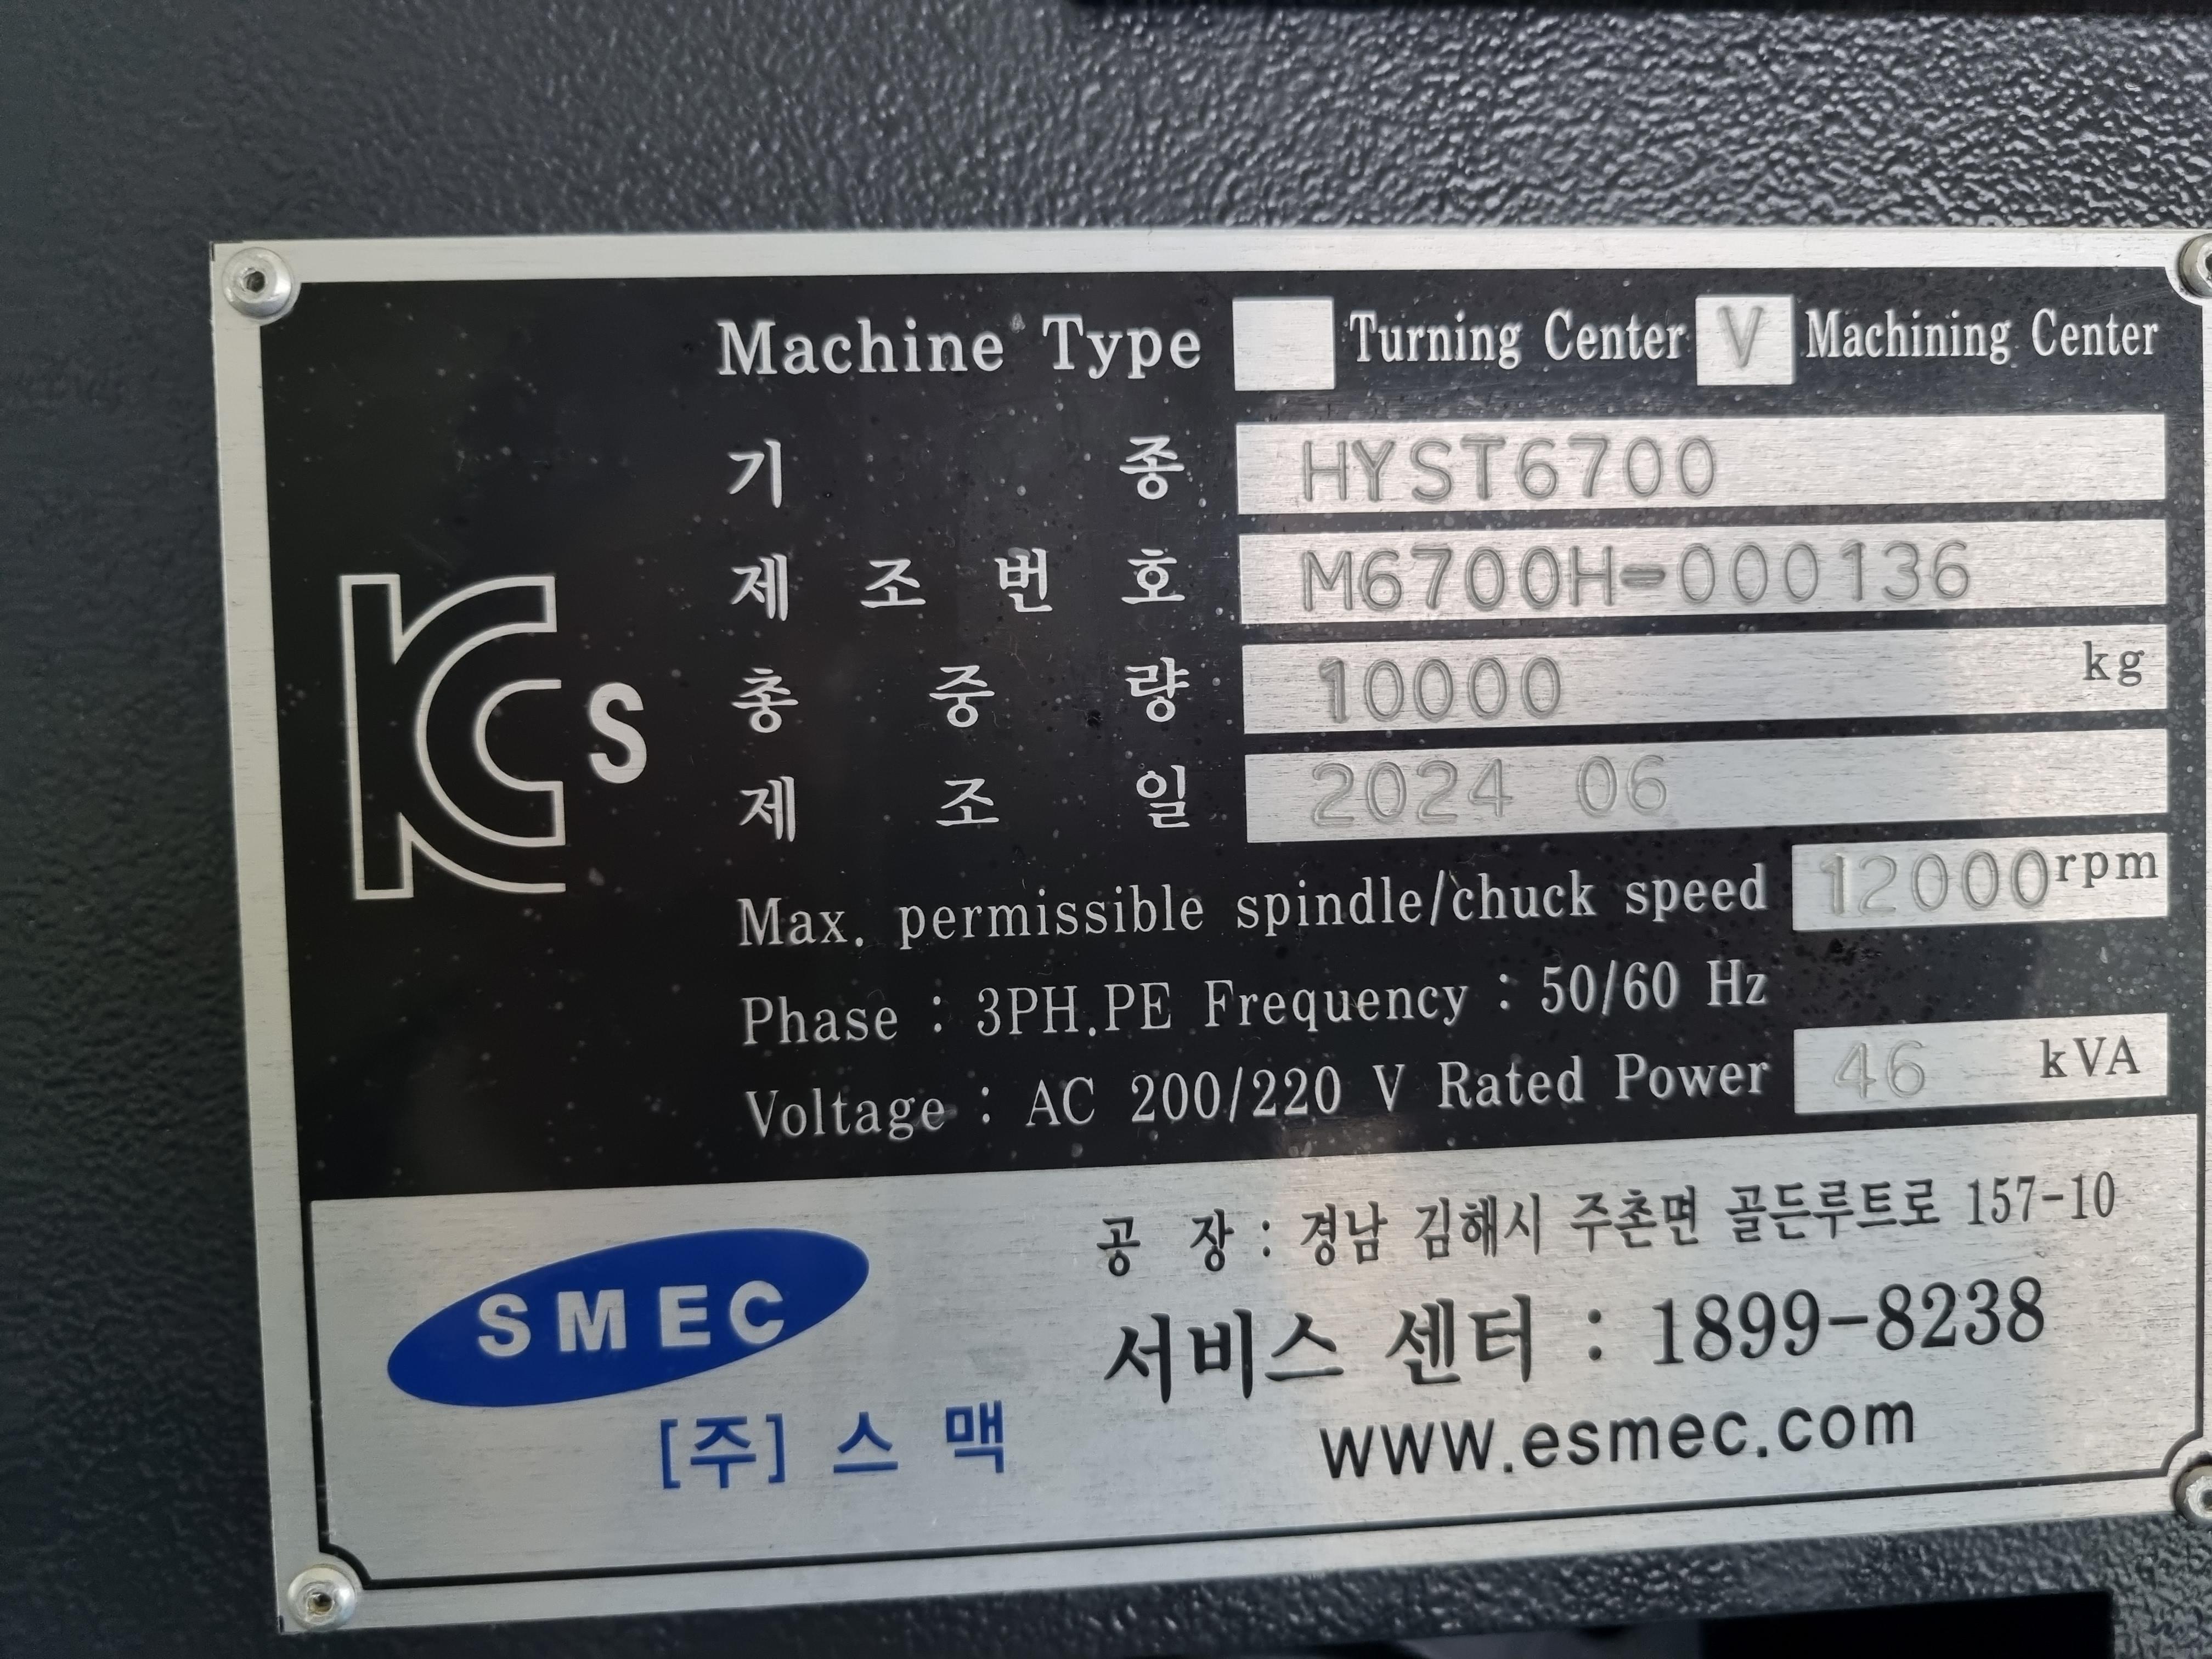 Machine Type Turning Center V Machining Center
기 종 HYST6700
제 조 번 호 M6700H-000136
총 중 량 10000 kg
제 조 일 2024 06
Max. permissible spindle/chuck speed 12000 rpm
Phase : 3PH.PE Frequency : 50/60 Hz
Voltage : AC 200/220 V Rated Power 46 kVA
KC s
공 장 : 경남 김해시 주촌면 골든루트로 157-10
SMEC
서비스 센터 : 1899-8238
[주] 스 맥
www.esmec.com